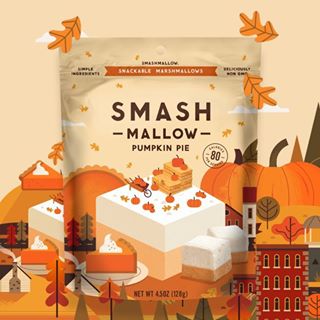 SMASHMALLOW.
SNACKABLE MARSHMALLOWS
SIMPLE
INGREDIENTS
DELICIOUSLY
NON GMO
SMASH
—MALLOW—
PUMPKIN PIE
80
NET WT 4.5OZ (128g)